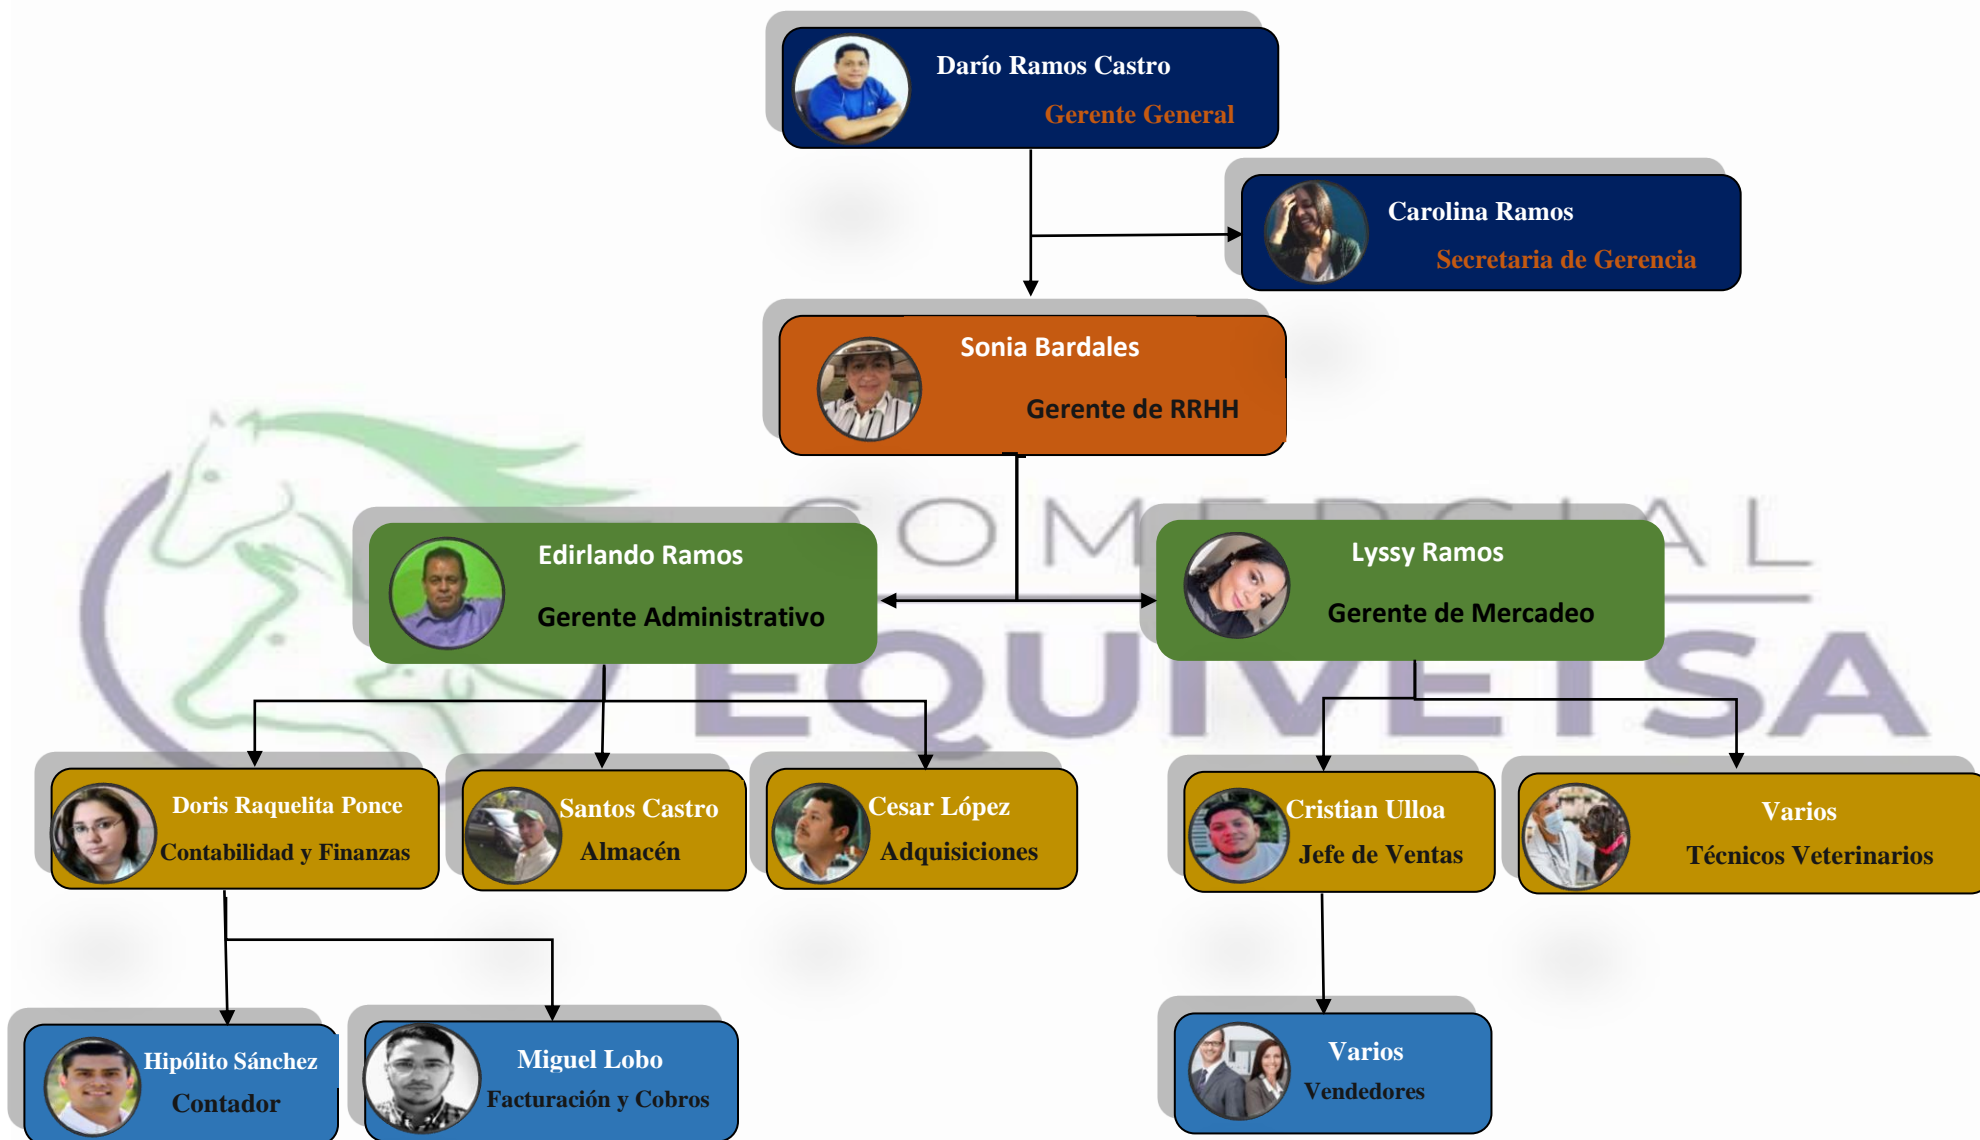 Darío Ramos Castro
Gerente General
Carolina Ramos
Secretaria de Gerencia
Sonia Bardales
Gerente de RRHH
COMERCIAL
EQUIVETSA
Edirlando Ramos
Gerente Administrativo
Lyssy Ramos
Gerente de Mercadeo
Doris Raquelita Ponce
Contabilidad y Finanzas
Santos Castro
Almacén
Cesar López
Adquisiciones
Cristian Ulloa
Jefe de Ventas
Varios
Técnicos Veterinarios
Hipólito Sánchez
Contador
Miguel Lobo
Facturación y Cobros
Varios
Vendedores